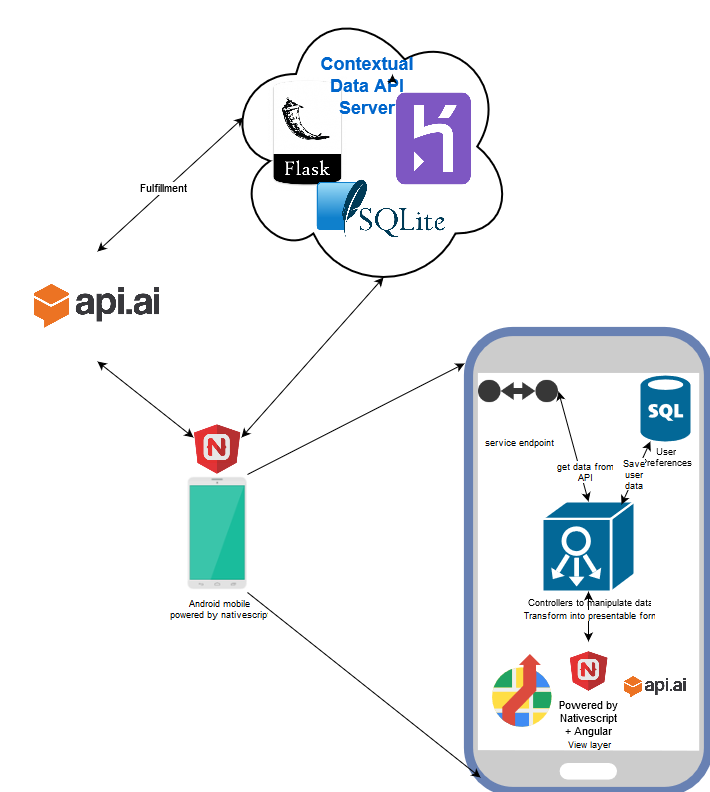 Contextual
Data API
Server
Flask
SQLite
Fulfillment
api.ai
SQL
service endpoint
User
references
get data from
API
Save
user
data
Android mobile
powered by nativescrip
Controllers to manipulate data
Transform into presentable form
N
N
api.ai
Powered by
Nativescript
+ Angular
View layer